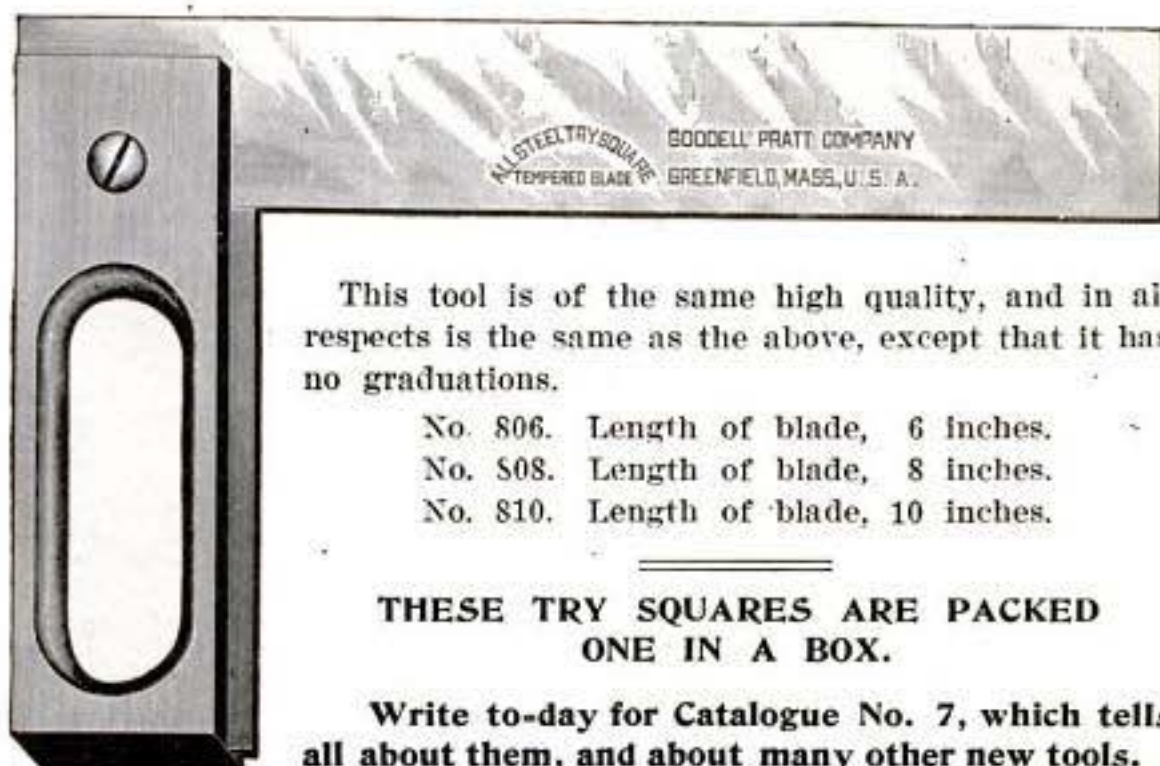 ALL STEEL TRY SQUARE
TEMPERED BLADE
GOODELL PRATT COMPANY
GREENFIELD, MASS., U. S. A.
This tool is of the same high quality, and in al
respects is the same as the above, except that it has
no graduations.
No. 806. Length of blade, 6 inches.
No. 808. Length of blade, 8 inches.
No. 810. Length of blade, 10 inches.
THESE TRY SQUARES ARE PACKED
ONE IN A BOX.
Write to-day for Catalogue No. 7, which tells
all about them, and about many other new tools.